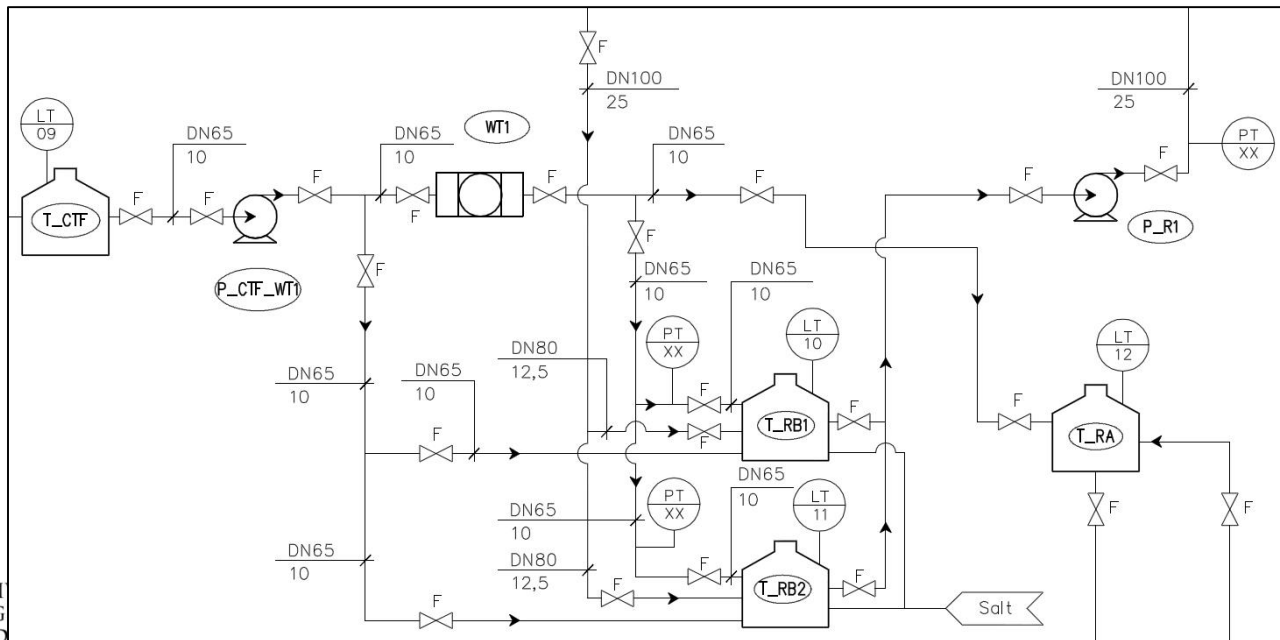 F
DN100
25
DN100
25
LT
09
DN65
10
DN65
10
WT1
DN65
10
PT
XX
F
F
F
F
F
F
F
F
T_CTF
P_R1
F
F
P_CTF_WT1
DN65
10
DN65
10
PT
XX
LT
10
LT
12
DN80
12,5
DN65
10
DN65
10
F
F
F
F
T_RB1
T_RA
F
DN65
10
LT
11
PT
XX
DN65
10
F
F
DN65
10
DN80
12,5
F
F
F
T_RB2
F
Salt
G